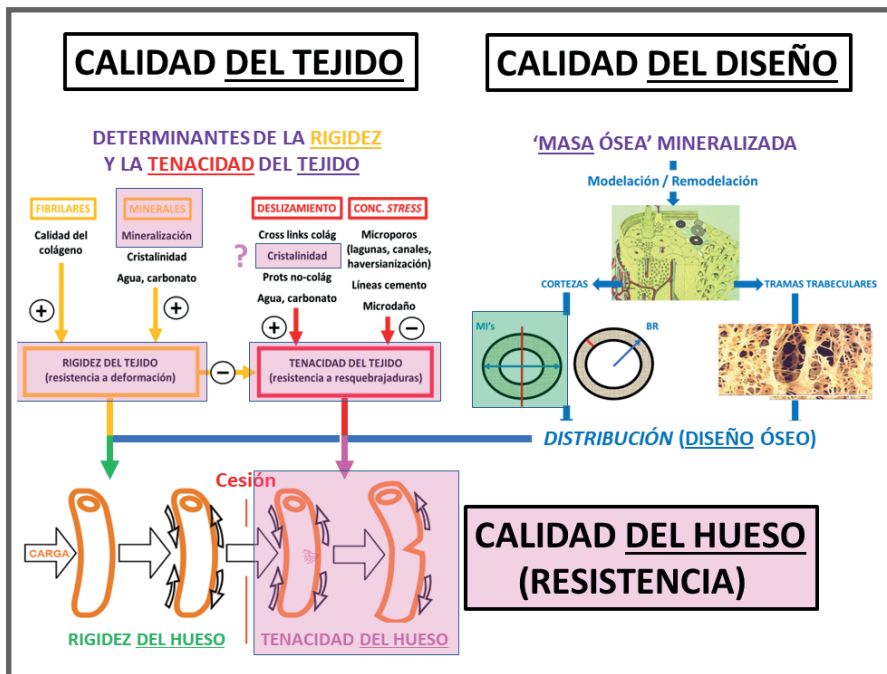 CALIDAD DEL TEJIDO
DETERMINANTES DE LA RIGIDEZ
Y LA TENACIDAD DEL TEJIDO
FIBRILARES
Calidad del
colágeno
+
MINERALES
Mineralización
Cristalinidad
Agua, carbonato
+
DESLIZAMIENTO
Cross links colág
?
Cristalinidad
Prots no-colág
Agua, carbonato
+
CONC. STRESS
Microporos
(lagunas, canales,
haversianización)
Líneas cemento
Microdaño
−
RIGIDEZ DEL TEJIDO
(resistencia a deformación)
−
TENACIDAD DEL TEJIDO
(resistencia a resquebrajaduras)
CALIDAD DEL DISEÑO
‘MASA ÓSEA’ MINERALIZADA
Modelación / Remodelación
CORTEZAS
TRAMAS TRABECULARES
MI's
BR
DISTRIBUCIÓN (DISEÑO ÓSEO)
Cesión
CARGA
RIGIDEZ DEL HUESO
TENACIDAD DEL HUESO
CALIDAD DEL HUESO
(RESISTENCIA)